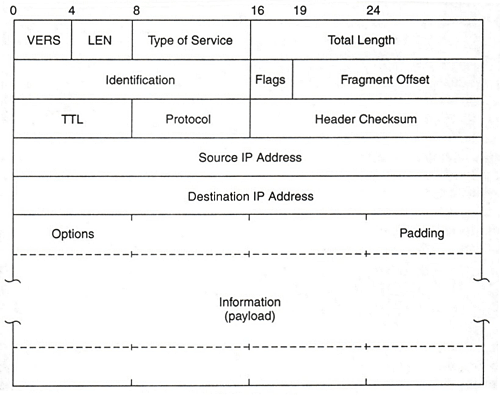 0 4 8 16 19 24
VERS LEN Type of Service Total Length
Identification Flags Fragment Offset
TTL Protocol Header Checksum
Source IP Address
Destination IP Address
Options Padding
Information
(payload)